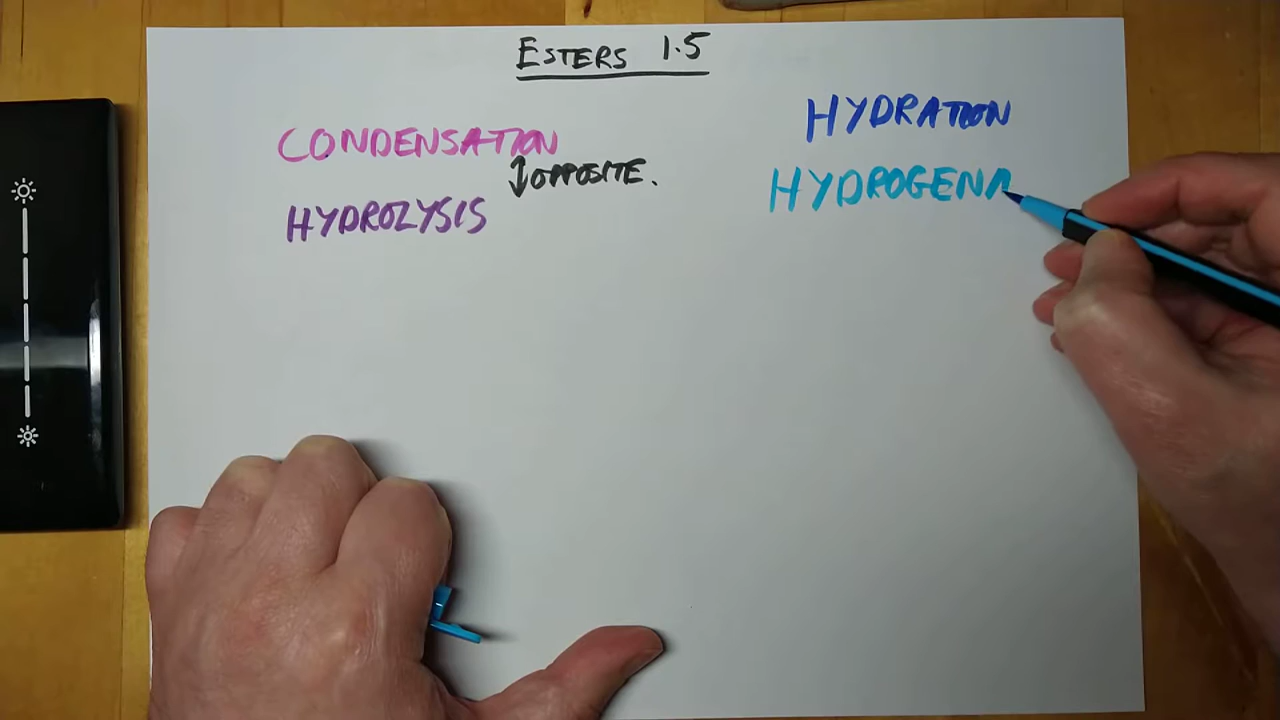 ESTERS 1.5
CONDENSATION
↕OPPOSITE.
HYDROLYSIS
HYDRATION
HYDROGENA